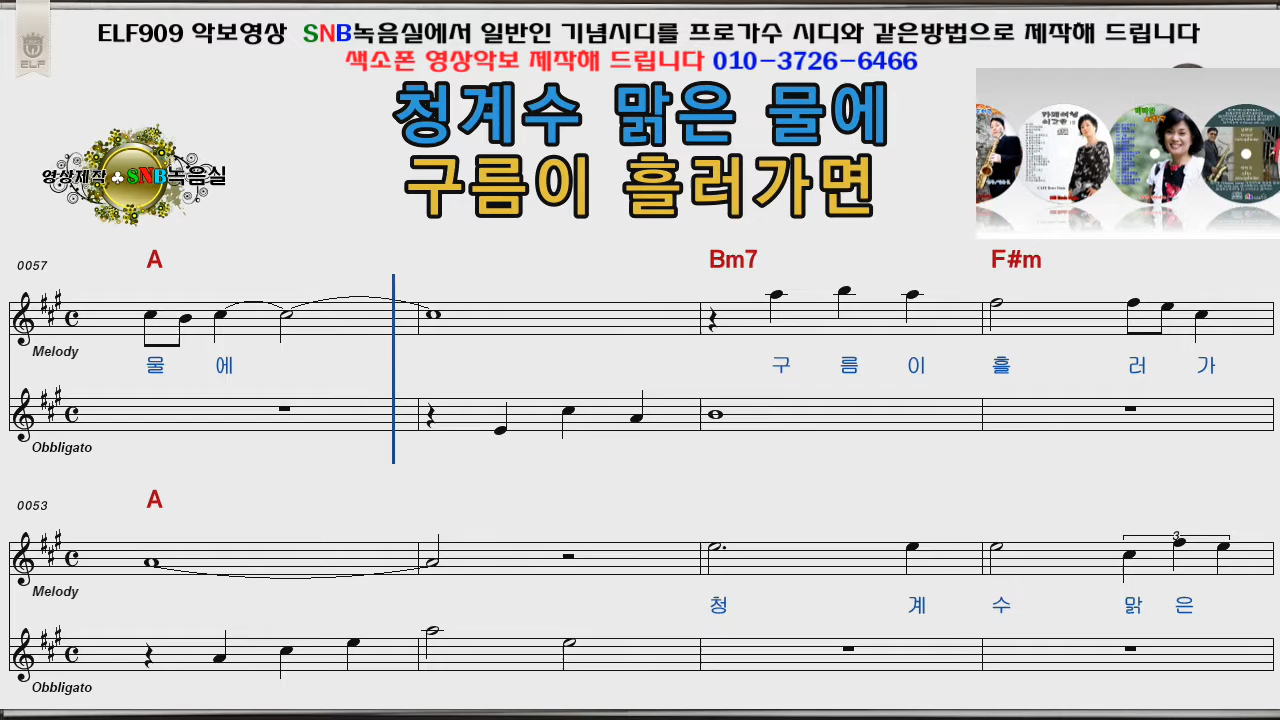 ELF909 악보영상 SNB녹음실에서 일반인 기념시디를 프로가수 시디와 같은방법으로 제작해 드립니다
색소폰 영상악보 제작해 드립니다 010-3726-6466
ELF
청계수 맑은 물에
구름이 흘러가면
영상제작 ♣ SNB녹음실
0057
A Bm7 F#m
Melody
물 에 구 름 이 흘 러 가
Obbligato
0053
A
3
Melody
청 계 수 맑 은
Obbligato